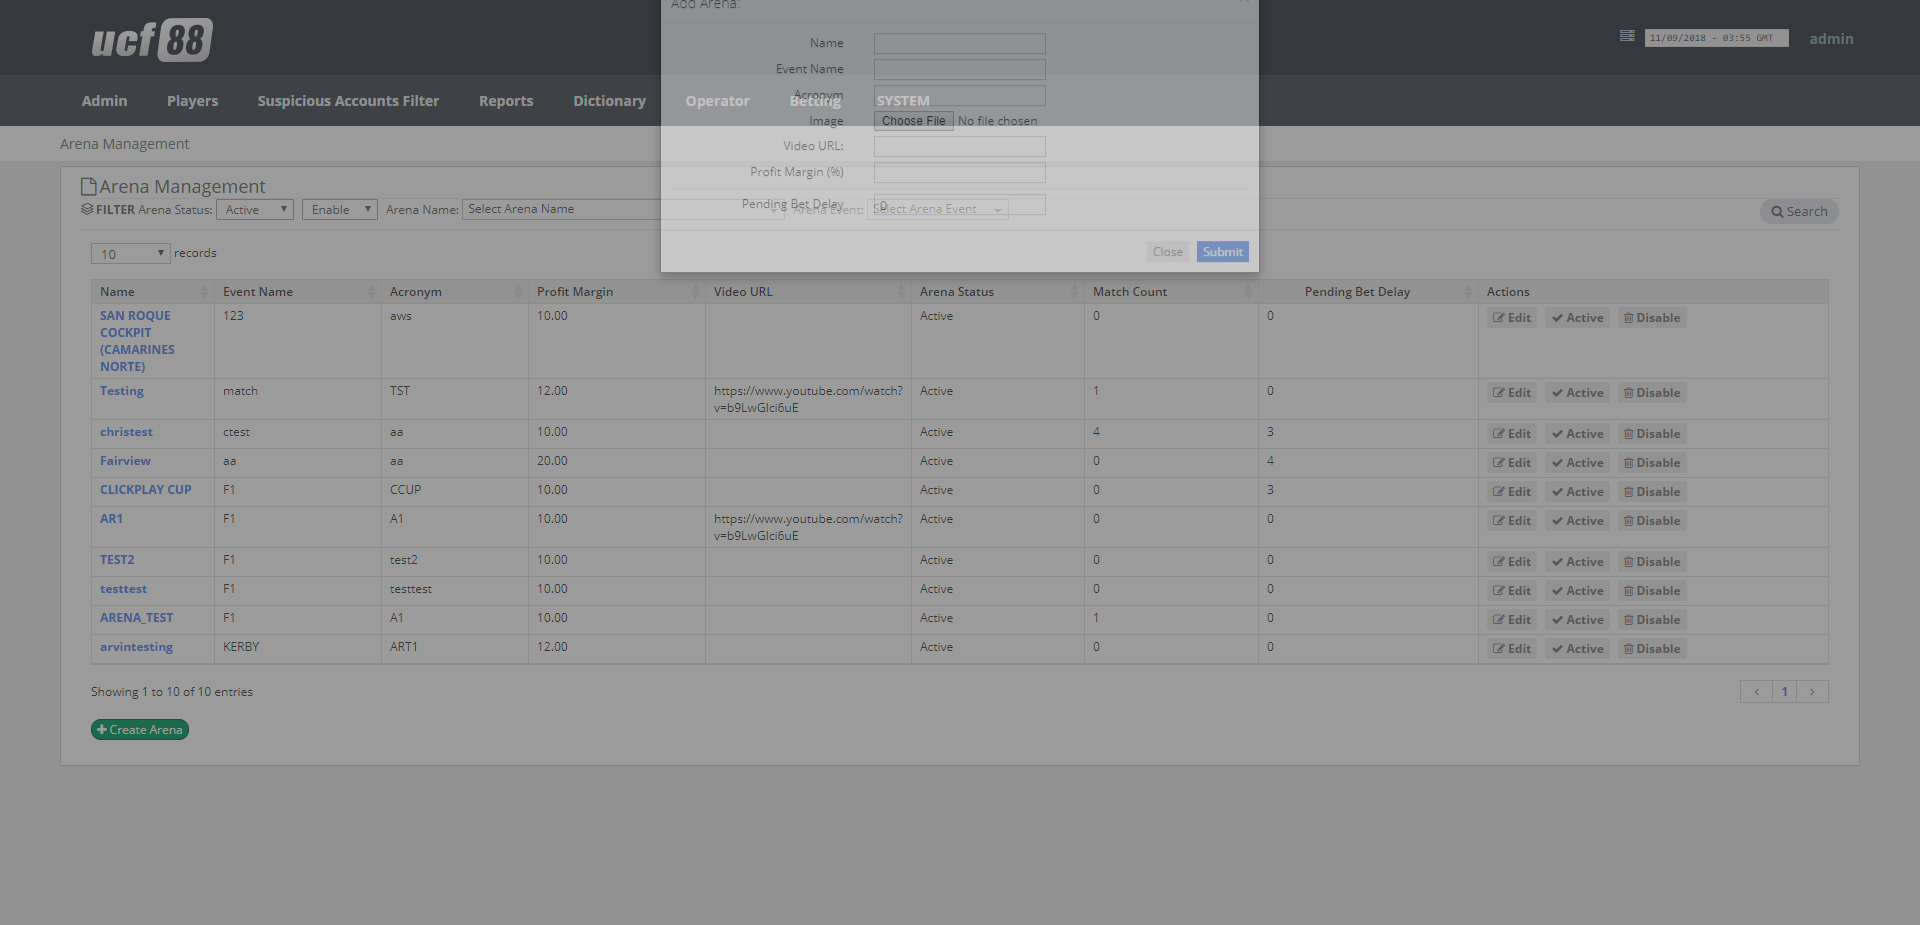 Add Arena:
ucf 88
11/09/2018 - 03:55 GMT
admin
Name
Event Name
Acronym
Image Choose File No file chosen
Video URL:
Profit Margin (%)
Pending Bet Delay 0
Close Submit
Admin Players Suspicious Accounts Filter Reports Dictionary Operator Betting SYSTEM
Arena Management
Arena Management
FILTER Arena Status: Active Enable Arena Name: Select Arena Name Arena Event: Select Arena Event
Search
10 records
Name Event Name Acronym Profit Margin Video URL Arena Status Match Count Pending Bet Delay Actions
SAN ROQUE 123 aws 10.00 Active 0 0 Edit Active Disable
COCKPIT
(CAMARINES
NORTE)
Testing match TST 12.00 https://www.youtube.com/watch? Active 1 0 Edit Active Disable
v=b9LwGlci6uE
christest ctest aa 10.00 Active 4 3 Edit Active Disable
Fairview aa aa 20.00 Active 0 4 Edit Active Disable
CLICKPLAY CUP F1 CCUP 10.00 Active 0 3 Edit Active Disable
AR1 F1 A1 10.00 https://www.youtube.com/watch? Active 0 0 Edit Active Disable
v=b9LwGlci6uE
TEST2 F1 test2 10.00 Active 0 0 Edit Active Disable
testtest F1 testtest 10.00 Active 0 0 Edit Active Disable
ARENA_TEST F1 A1 10.00 Active 1 0 Edit Active Disable
arvintesting KERBY ART1 12.00 Active 0 0 Edit Active Disable
Showing 1 to 10 of 10 entries
1
Create Arena